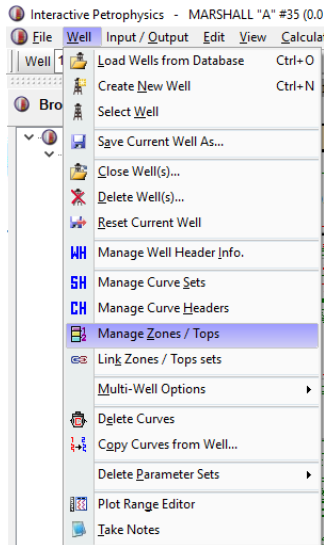 Interactive Petrophysics - MARSHALL "A" #35 (0.0
File Well Input / Output Edit View Calcula
Well 1 Load Wells from Database Ctrl+O
Create New Well Ctrl+N
Bro Select Well
Save Current Well As...
Close Well(s)...
Delete Well(s)...
Reset Current Well
WH Manage Well Header Info.
SH Manage Curve Sets
CH Manage Curve Headers
Manage Zones / Tops
Link Zones / Tops sets
Multi-Well Options
Delete Curves
Copy Curves from Well...
Delete Parameter Sets
Plot Range Editor
Take Notes